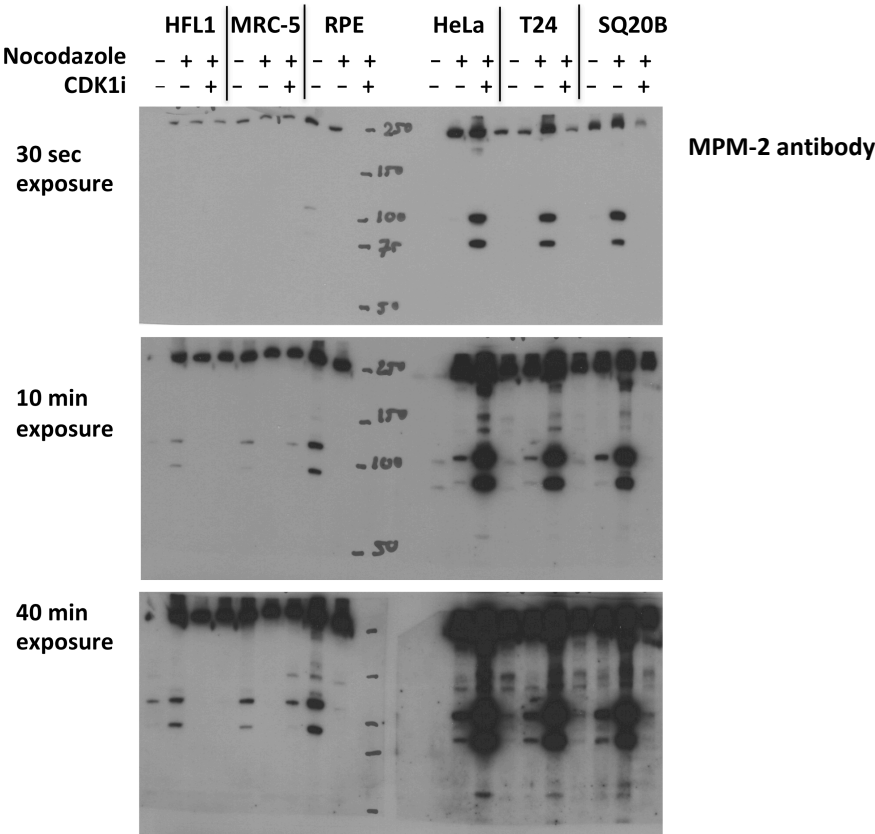 HFL1 MRC-5 RPE HeLa T24 SQ20B
Nocodazole – + + – + + – + + – + + – + + – + +
CDK1i – – + – – + – – + – – + – – + – – +
30 sec
exposure
MPM-2 antibody
- 250
- 150
- 100
- 75
- 50
10 min
exposure
- 250
- 150
- 100
- 50
40 min
exposure